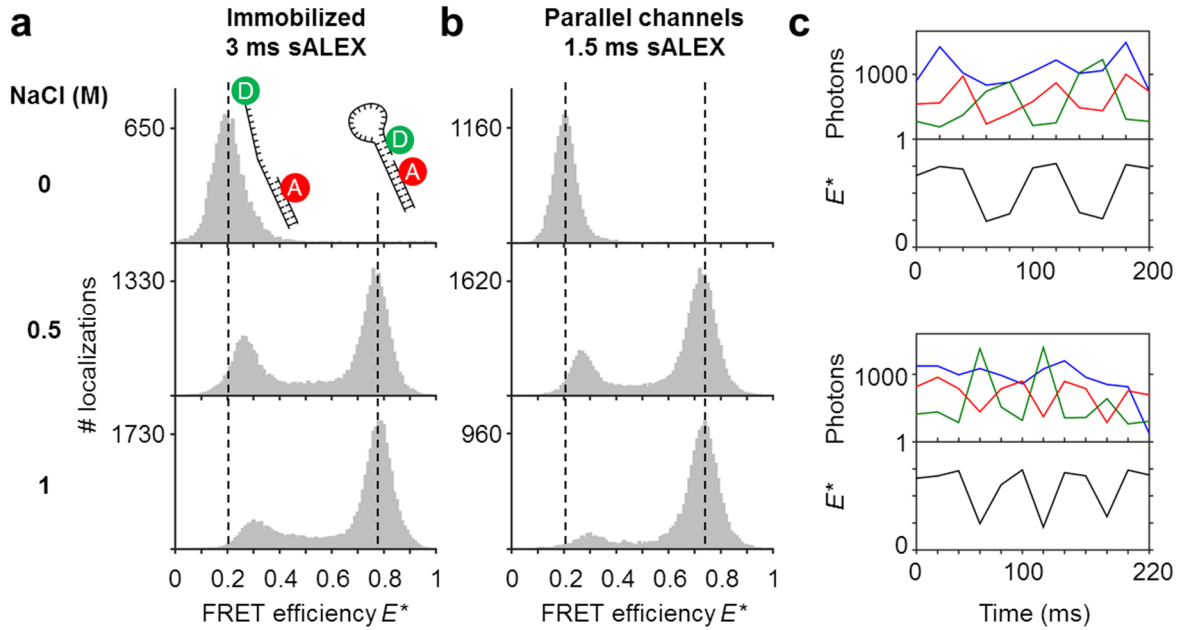 a
Immobilized
3 ms sALEX
b
Parallel channels
1.5 ms sALEX
c
NaCl (M)
0
0.5
1
# localizations
650
D
A
D
A
1330
1730
0 0.2 0.4 0.6 0.8 1
FRET efficiency E*
1160
1620
960
0 0.2 0.4 0.6 0.8 1
FRET efficiency E*
Photons
1000
1
E*
0
0 100 200
Photons
1000
1
E*
0
0 100 220
Time (ms)